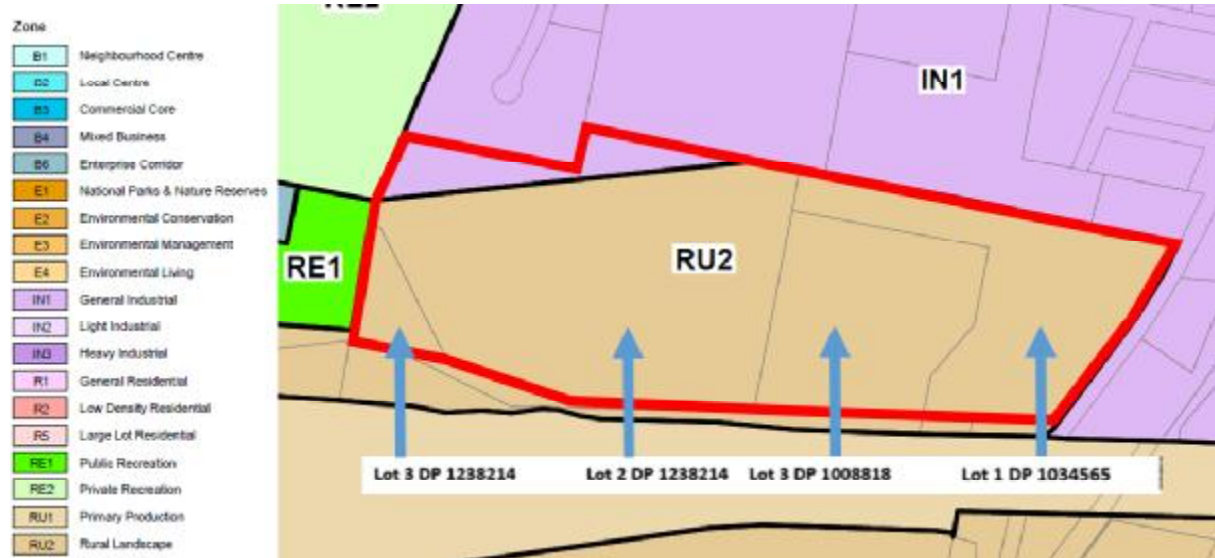 Zone
B1 Neighbourhood Centre
B2 Local Centre
B3 Commercial Core
B4 Mixed Business
B6 Enterprise Corridor
E1 National Parks & Nature Reserves
E2 Environmental Conservation
E3 Environmental Management
E4 Environmental Living
IN1 General Industrial
IN2 Light Industrial
IN3 Heavy Industrial
R1 General Residential
R2 Low Density Residential
R5 Large Lot Residential
RE1 Public Recreation
RE2 Private Recreation
RU1 Primary Production
RU2 Rural Landscape
IN1
RU2
RE1
Lot 3 DP 1238214
Lot 2 DP 1238214
Lot 3 DP 1008818
Lot 1 DP 1034565